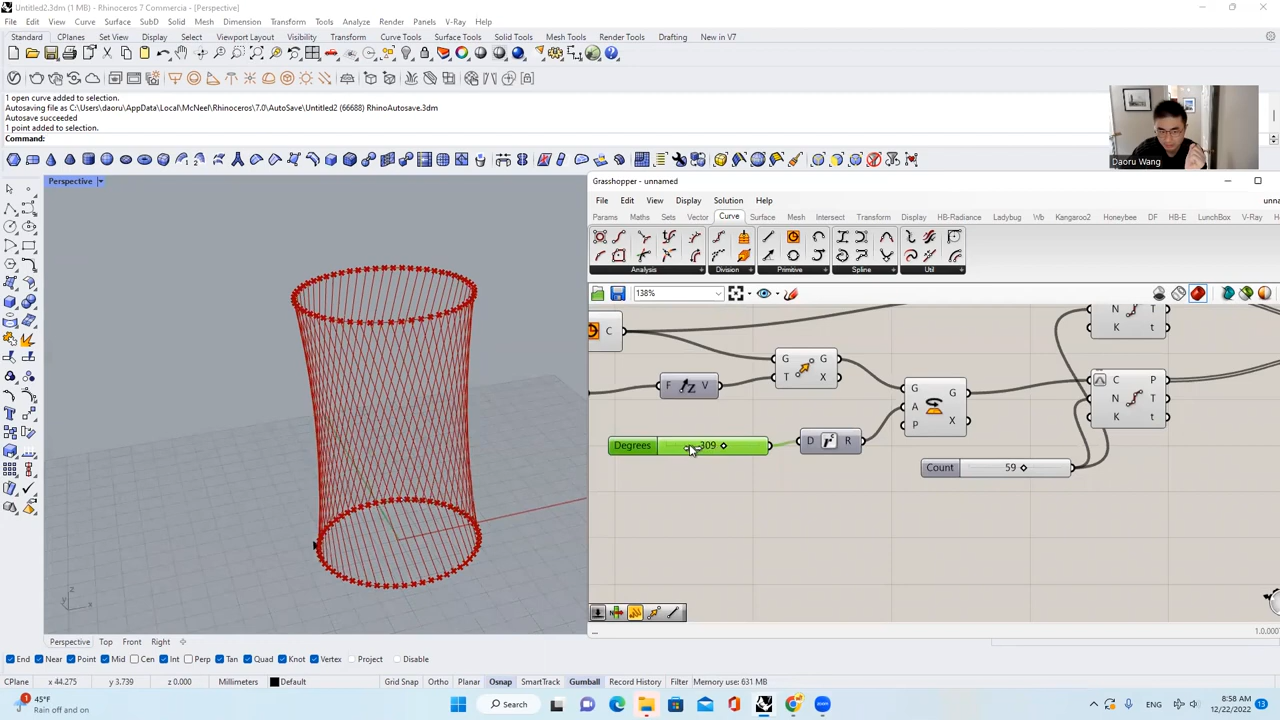 Untitled2.3dm (1 MB) - Rhinoceros 7 Commercia - [Perspective]
File Edit View Curve Surface SubD Solid Mesh Dimension Transform Tools Analyze Render Panels V-Ray Help
Standard CPlanes Set View Display Select Viewport Layout Visibility Transform Curve Tools Surface Tools Solid Tools Mesh Tools Render Tools Drafting New in V7
1 open curve added to selection.
Autosaving file as C:\Users\daoru\AppData\Local\McNeel\Rhinoceros\7.0\AutoSave\Untitled2 (66688) RhinoAutosave.3dm
Autosave succeeded
1 point added to selection.
Command:
Daoru Wang
Perspective
Grasshopper - unnamed
File Edit View Display Solution Help
unna
Params Maths Sets Vector Curve Surface Mesh Intersect Transform Display HB-Radiance Ladybug Wb Kangaroo2 Honeybee DF HB-E LunchBox V-Ray
Analysis Division Primitive Spline Util
138%
C
N T
K t
G G
T X
F Z V
G G
A X
P
C P
N T
K t
Degrees 309
D r R
Count 59
z
y x
1.0.000
Perspective Top Front Right
End Near Point Mid Cen Int Perp Tan Quad Knot Vertex Project Disable
CPlane x 44.275 y 3.739 z 0.000 Millimeters Default Grid Snap Ortho Planar Osnap SmartTrack Gumball Record History Filter Memory use: 631 MB
1
45°F
Rain off and on
Search
8:58 AM
12/22/2022
13